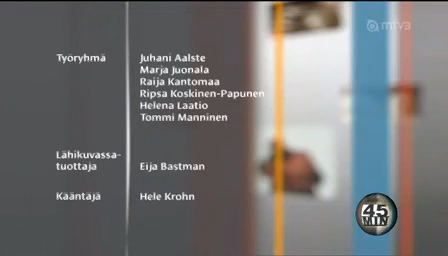 mtv3
Työryhmä Juhani Aalste
Marja Juonala
Raija Kantomaa
Ripsa Koskinen-Papunen
Helena Laatio
Tommi Manninen
Lähikuvassa-
tuottaja Eija Bastman
Kääntäjä Hele Krohn
45
MIN